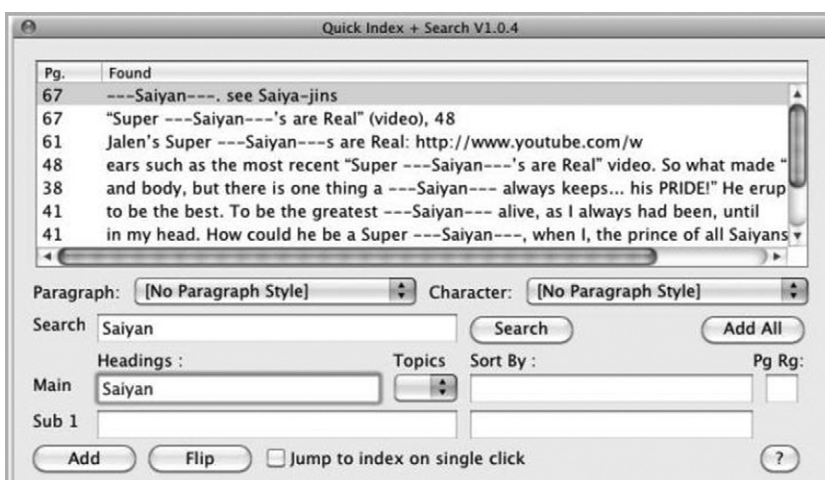 Quick Index + Search V1.0.4
Pg. Found
67 ---Saiyan---. see Saiya-jins
67 “Super ---Saiyan---'s are Real” (video), 48
61 Jalen's Super ---Saiyan---s are Real: http://www.youtube.com/w
48 ears such as the most recent “Super ---Saiyan---'s are Real” video. So what made “
38 and body, but there is one thing a ---Saiyan--- always keeps... his PRIDE!” He erup
41 to be the best. To be the greatest ---Saiyan--- alive, as I always had been, until
41 in my head. How could he be a Super ---Saiyan---, when I, the prince of all Saiyans
Paragraph: [No Paragraph Style] Character: [No Paragraph Style]
Search Saiyan Search Add All
Headings : Topics Sort By : Pg Rg:
Main Saiyan
Sub 1
Add Flip Jump to index on single click ?